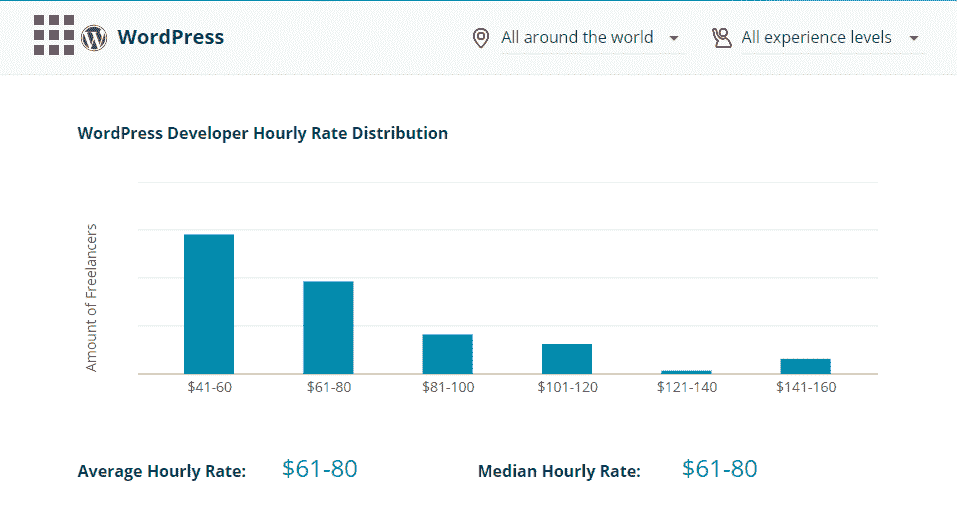 WordPress
All around the world
All experience levels
WordPress Developer Hourly Rate Distribution
Amount of Freelancers
$41-60 $61-80 $81-100 $101-120 $121-140 $141-160
Average Hourly Rate: $61-80 Median Hourly Rate: $61-80